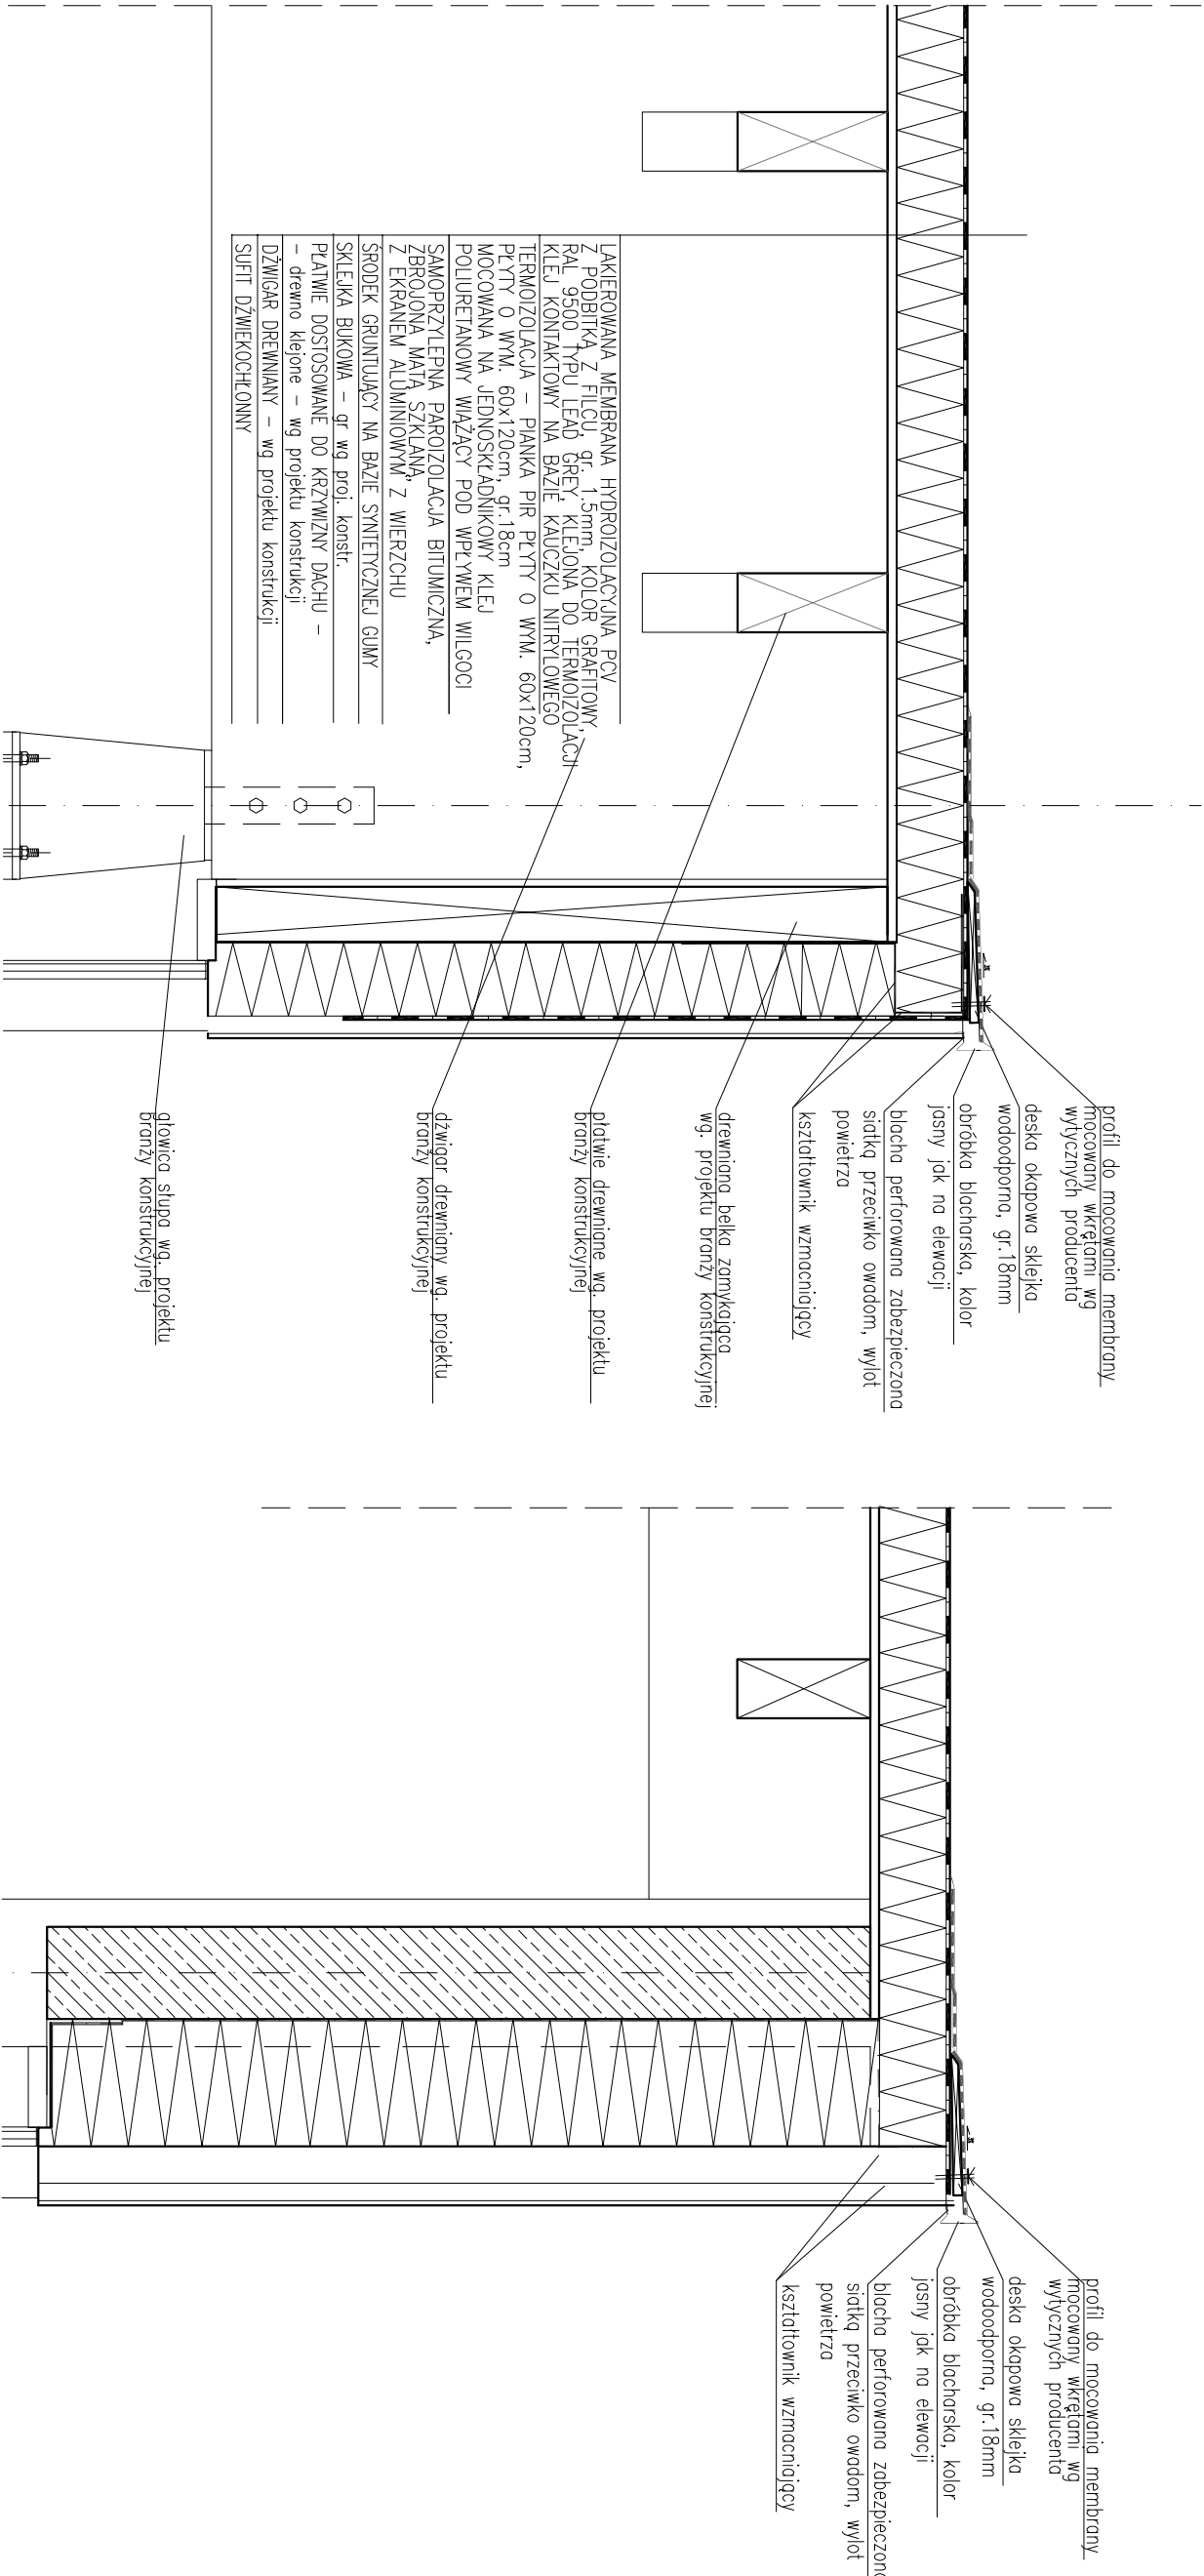 LAKIEROWANA MEMBRANA HYDROIZOLACYJNA PCV
Z PODBITKĄ Z FILCU, gr. 1.5mm, KOLOR GRAFITOWY,
RAL 9500 TYPU LEAD GREY, KLEJONA DO TERMOIZOLACJI
KLEJ KONTAKTOWY NA BAZIE KAUCZKU NITRYLOWEGO
TERMOIZOLACJA – PIANKA PIR PŁYTY O WYM. 60x120cm,
PŁYTY O WYM. 60x120cm, gr.18cm
MOCOWANA NA JEDNOSKŁADNIKOWY KLEJ
POLIURETANOWY WIĄŻĄCY POD WPŁYWEM WILGOCI
SAMOPRZYLEPNA PAROIZOLACJA BITUMICZNA,
ZBROJONA MATĄ SZKLANĄ,
Z EKRANEM ALUMINIOWYM Z WIERZCHU
ŚRODEK GRUNTUJĄCY NA BAZIE SYNTETYCZNEJ GUMY
SKLEJKA BUKOWA – gr wg proj. konstr.
PŁATWIE DOSTOSOWANE DO KRZYWIZNY DACHU –
– drewno klejone – wg projektu konstrukcji
DŹWIGAR DREWNIANY – wg projektu konstrukcji
SUFIT DŹWIEKOCHŁONNY
profil do mocowania membrany
mocowany wkrętami wg
wytycznych producenta
deska okapowa sklejka
wodoodporna, gr.18mm
obróbka blacharska, kolor
jasny jak na elewacji
blacha perforowana zabezpieczona
siatką przeciwko owadom, wylot
powietrza
kształtownik wzmacniający
drewniana belka zamykająca
wg. projektu branży konstrukcyjnej
płatwie drewniane wg. projektu
branży konstrukcyjnej
dźwigar drewniany wg. projektu
branży konstrukcyjnej
głowica słupa wg. projektu
branży konstrukcyjnej
profil do mocowania membrany
mocowany wkrętami wg
wytycznych producenta
deska okapowa sklejka
wodoodporna, gr.18mm
obróbka blacharska, kolor
jasny jak na elewacji
blacha perforowana zabezpieczona
siatką przeciwko owadom, wylot
powietrza
kształtownik wzmacniający